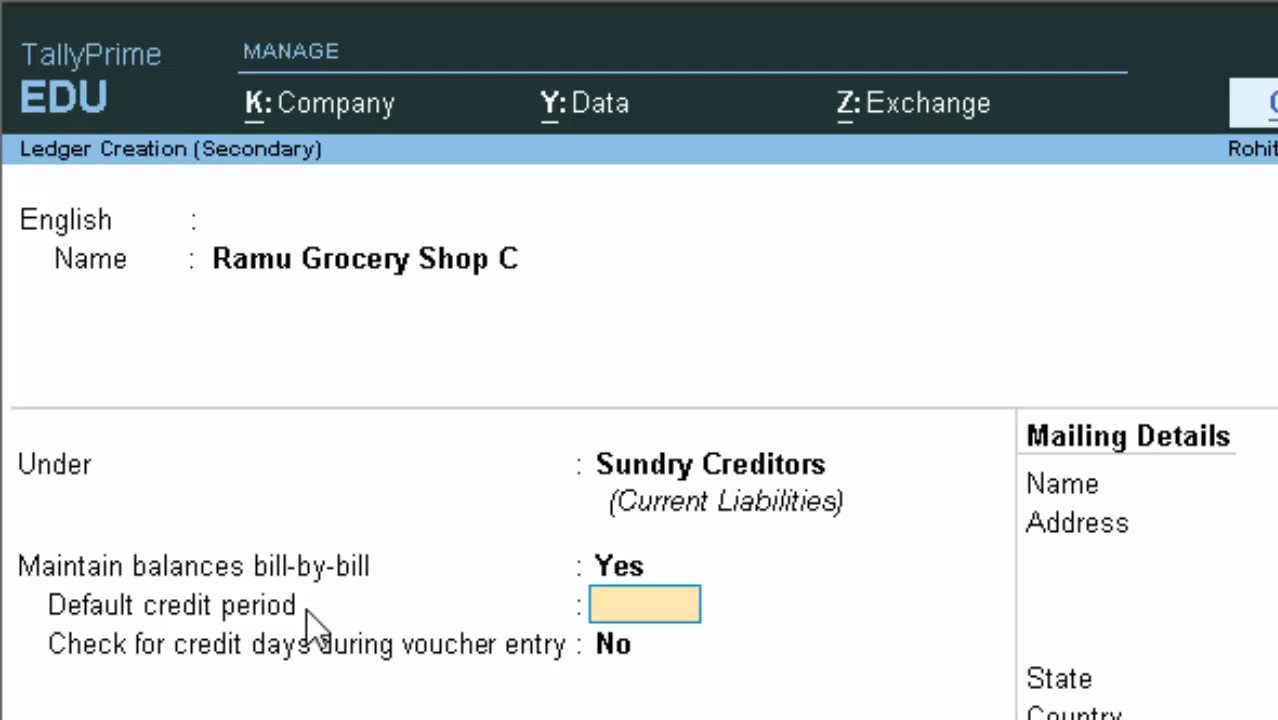 TallyPrime
EDU
MANAGE
K: Company
Y: Data
Z: Exchange
Ledger Creation (Secondary)
Rohit
English :
Name : Ramu Grocery Shop C
Under : Sundry Creditors
(Current Liabilities)
Maintain balances bill-by-bill : Yes
Default credit period :
Check for credit days during voucher entry : No
Mailing Details
Name
Address
State
Country